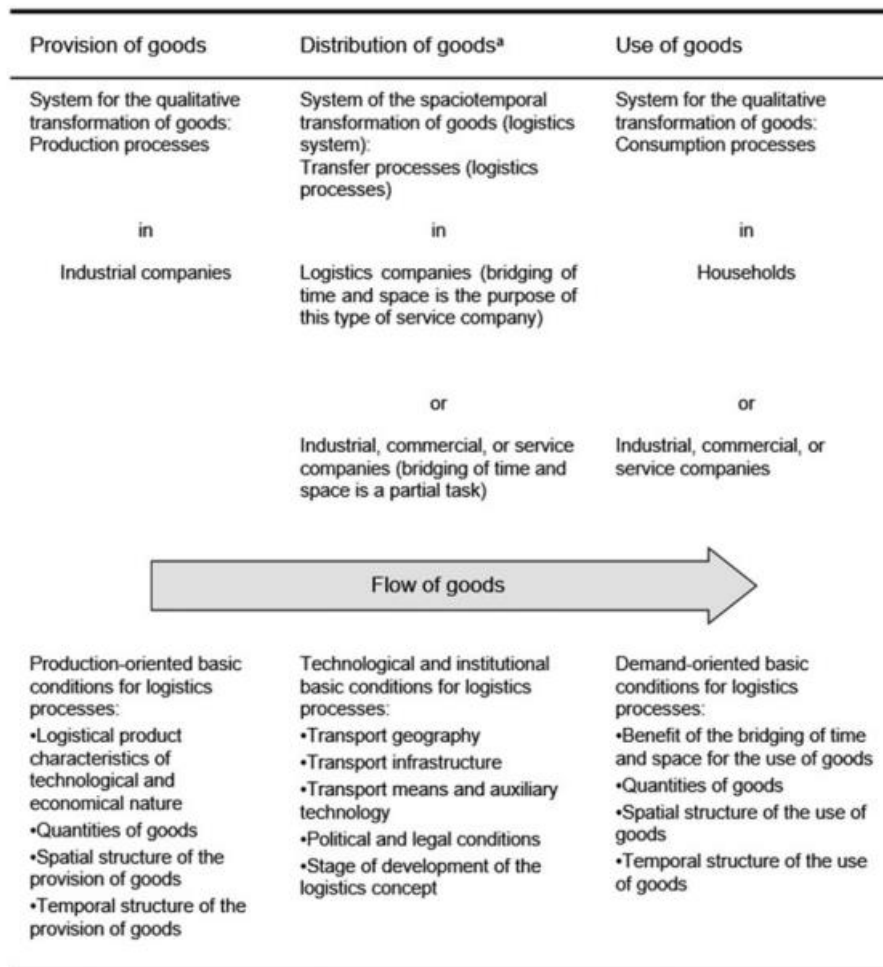 Provision of goods
Distribution of goodsª
Use of goods
System for the qualitative
transformation of goods:
Production processes
in
Industrial companies
System of the spaciotemporal
transformation of goods (logistics
system):
Transfer processes (logistics
processes)
in
Logistics companies (bridging of
time and space is the purpose of
this type of service company)
or
Industrial, commercial, or service
companies (bridging of time and
space is a partial task)
System for the qualitative
transformation of goods:
Consumption processes
in
Households
or
Industrial, commercial, or
service companies
Flow of goods
Production-oriented basic
conditions for logistics
processes:
•Logistical product
characteristics of
technological and
economical nature
•Quantities of goods
•Spatial structure of the
provision of goods
•Temporal structure of the
provision of goods
Technological and institutional
basic conditions for logistics
processes:
•Transport geography
•Transport infrastructure
•Transport means and auxiliary
technology
•Political and legal conditions
•Stage of development of the
logistics concept
Demand-oriented basic
conditions for logistics
processes:
•Benefit of the bridging of time
and space for the use of goods
•Quantities of goods
•Spatial structure of the use of
goods
•Temporal structure of the use
of goods